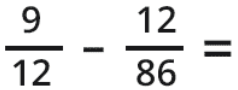 9/12 - 12/86 =